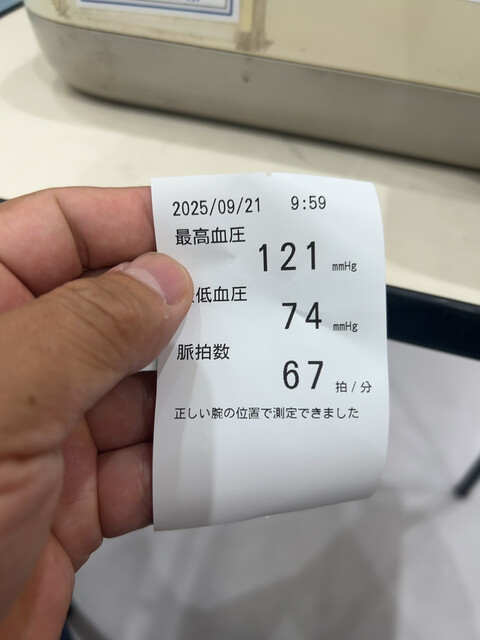 2025/09/21 9:59
最高血圧
121 mmHg
低血圧
74 mmHg
脈拍数
67 拍/分
正しい腕の位置で測定できました